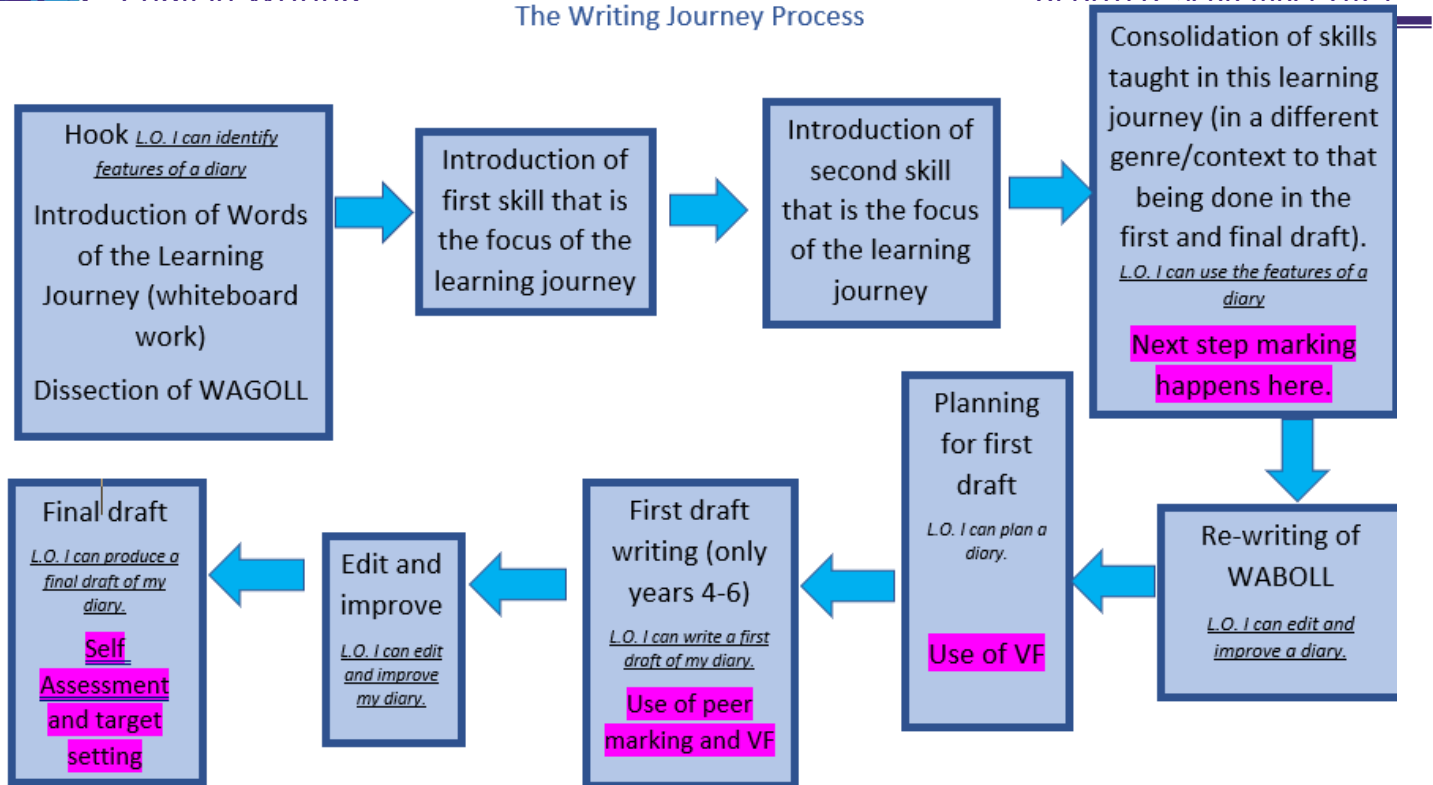 The Writing Journey Process
Hook L.O. I can identify
features of a diary
Introduction of Words
of the Learning
Journey (whiteboard
work)
Dissection of WAGOLL
Introduction of
first skill that is
the focus of the
learning journey
Introduction of
second skill
that is the focus
of the learning
journey
Consolidation of skills
taught in this learning
journey (in a different
genre/context to that
being done in the
first and final draft).
L.O. I can use the features of a
diary
Next step marking
happens here.
Re-writing of
WABOLL
L.O. I can edit and
improve a diary.
Planning
for first
draft
L.O. I can plan a
diary.
Use of VF
First draft
writing (only
years 4-6)
L.O. I can write a first
draft of my diary.
Use of peer
marking and VF
Edit and
improve
L.O. I can edit
and improve
my diary.
Final draft
L.O. I can produce a
final draft of my
diary.
Self
Assessment
and target
setting